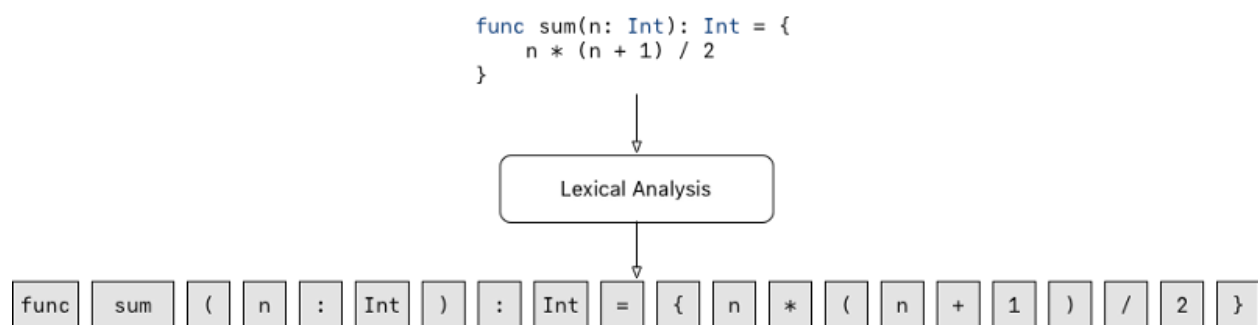 func sum(n: Int): Int = {
    n * (n + 1) / 2
}
Lexical Analysis
func sum ( n : Int ) : Int = { n * ( n + 1 ) / 2 }